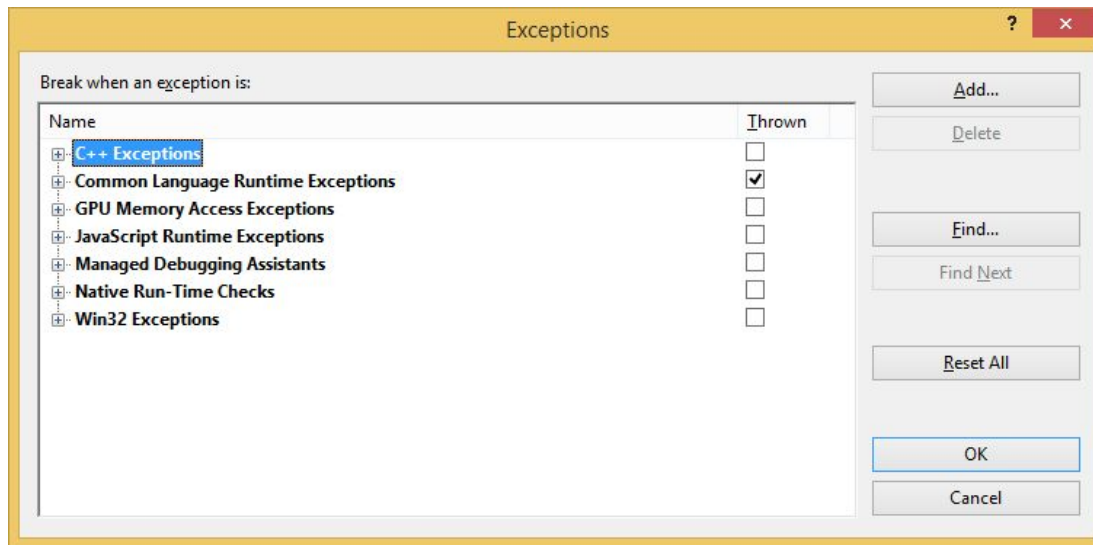 Exceptions
?
×
Break when an exception is:
Name Thrown
C++ Exceptions
Common Language Runtime Exceptions
GPU Memory Access Exceptions
JavaScript Runtime Exceptions
Managed Debugging Assistants
Native Run-Time Checks
Win32 Exceptions
Add...
Delete
Find...
Find Next
Reset All
OK
Cancel